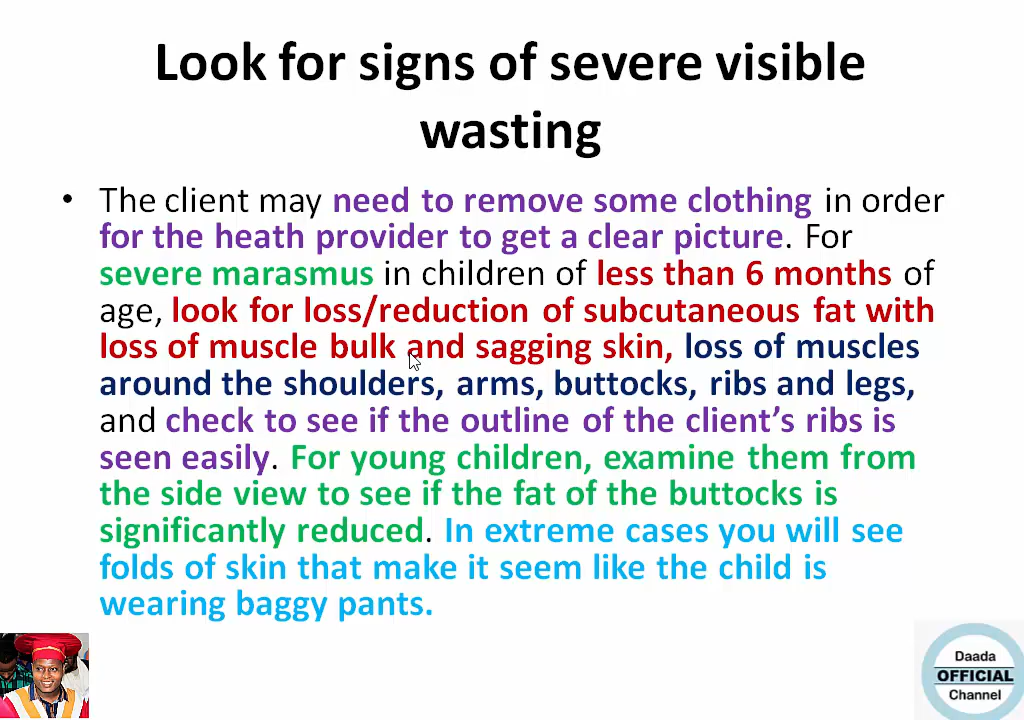 Look for signs of severe visible
wasting
• The client may need to remove some clothing in order
for the heath provider to get a clear picture. For
severe marasmus in children of less than 6 months of
age, look for loss/reduction of subcutaneous fat with
loss of muscle bulk and sagging skin, loss of muscles
around the shoulders, arms, buttocks, ribs and legs,
and check to see if the outline of the client’s ribs is
seen easily. For young children, examine them from
the side view to see if the fat of the buttocks is
significantly reduced. In extreme cases you will see
folds of skin that make it seem like the child is
wearing baggy pants.
Daada
OFFICIAL
Channel